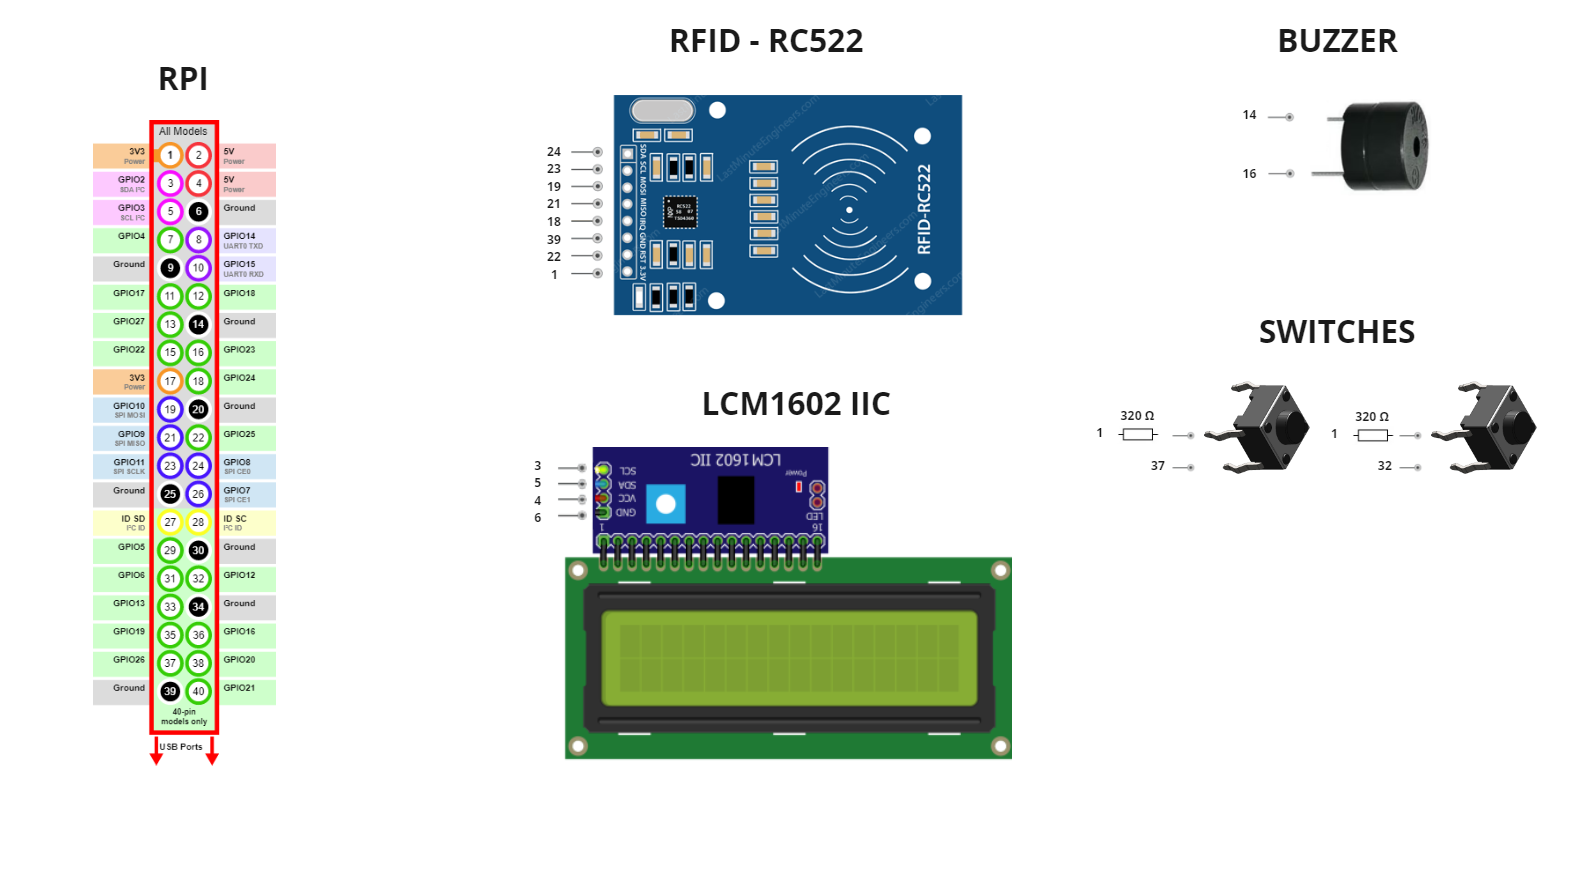 RPI
All Models
3V3
Power
1
2
5V
Power
GPIO2
SDA I²C
3
4
5V
Power
GPIO3
SCL I²C
5
6
Ground
GPIO4
7
8
GPIO14
UART0 TXD
Ground
9
10
GPIO15
UART0 RXD
GPIO17
11
12
GPIO18
GPIO27
13
14
Ground
GPIO22
15
16
GPIO23
3V3
Power
17
18
GPIO24
GPIO10
SPI MOSI
19
20
Ground
GPIO9
SPI MISO
21
22
GPIO25
GPIO11
SPI SCLK
23
24
GPIO8
SPI CE0
Ground
25
26
GPIO7
SPI CE1
ID SD
I²C ID
27
28
ID SC
I²C ID
GPIO5
29
30
Ground
GPIO6
31
32
GPIO12
GPIO13
33
34
Ground
GPIO19
35
36
GPIO16
GPIO26
37
38
GPIO20
Ground
39
40
GPIO21
40-pin
models only
USB Ports
RFID - RC522
24
23
19
21
18
39
22
1
SDA SCL MOSI MISO IRQ GND RST 3.3V
RC522
RFID-RC522
LastMinuteEngineers.com
LCM1602 IIC
3
5
4
6
LCM1602 IIC
SCL
SDA
VCC
GND
1
Power
LED
16
BUZZER
14
16
SWITCHES
320 Ω
1
37
320 Ω
1
32